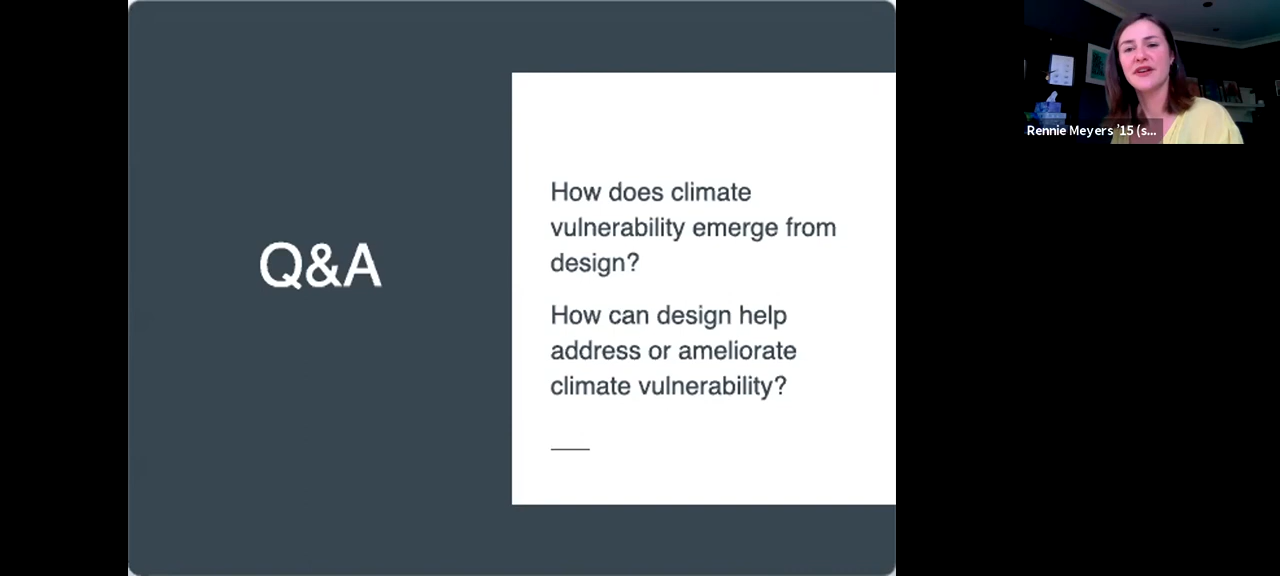 Q&A
How does climate
vulnerability emerge from
design?
How can design help
address or ameliorate
climate vulnerability?
Rennie Meyers '15 (s...